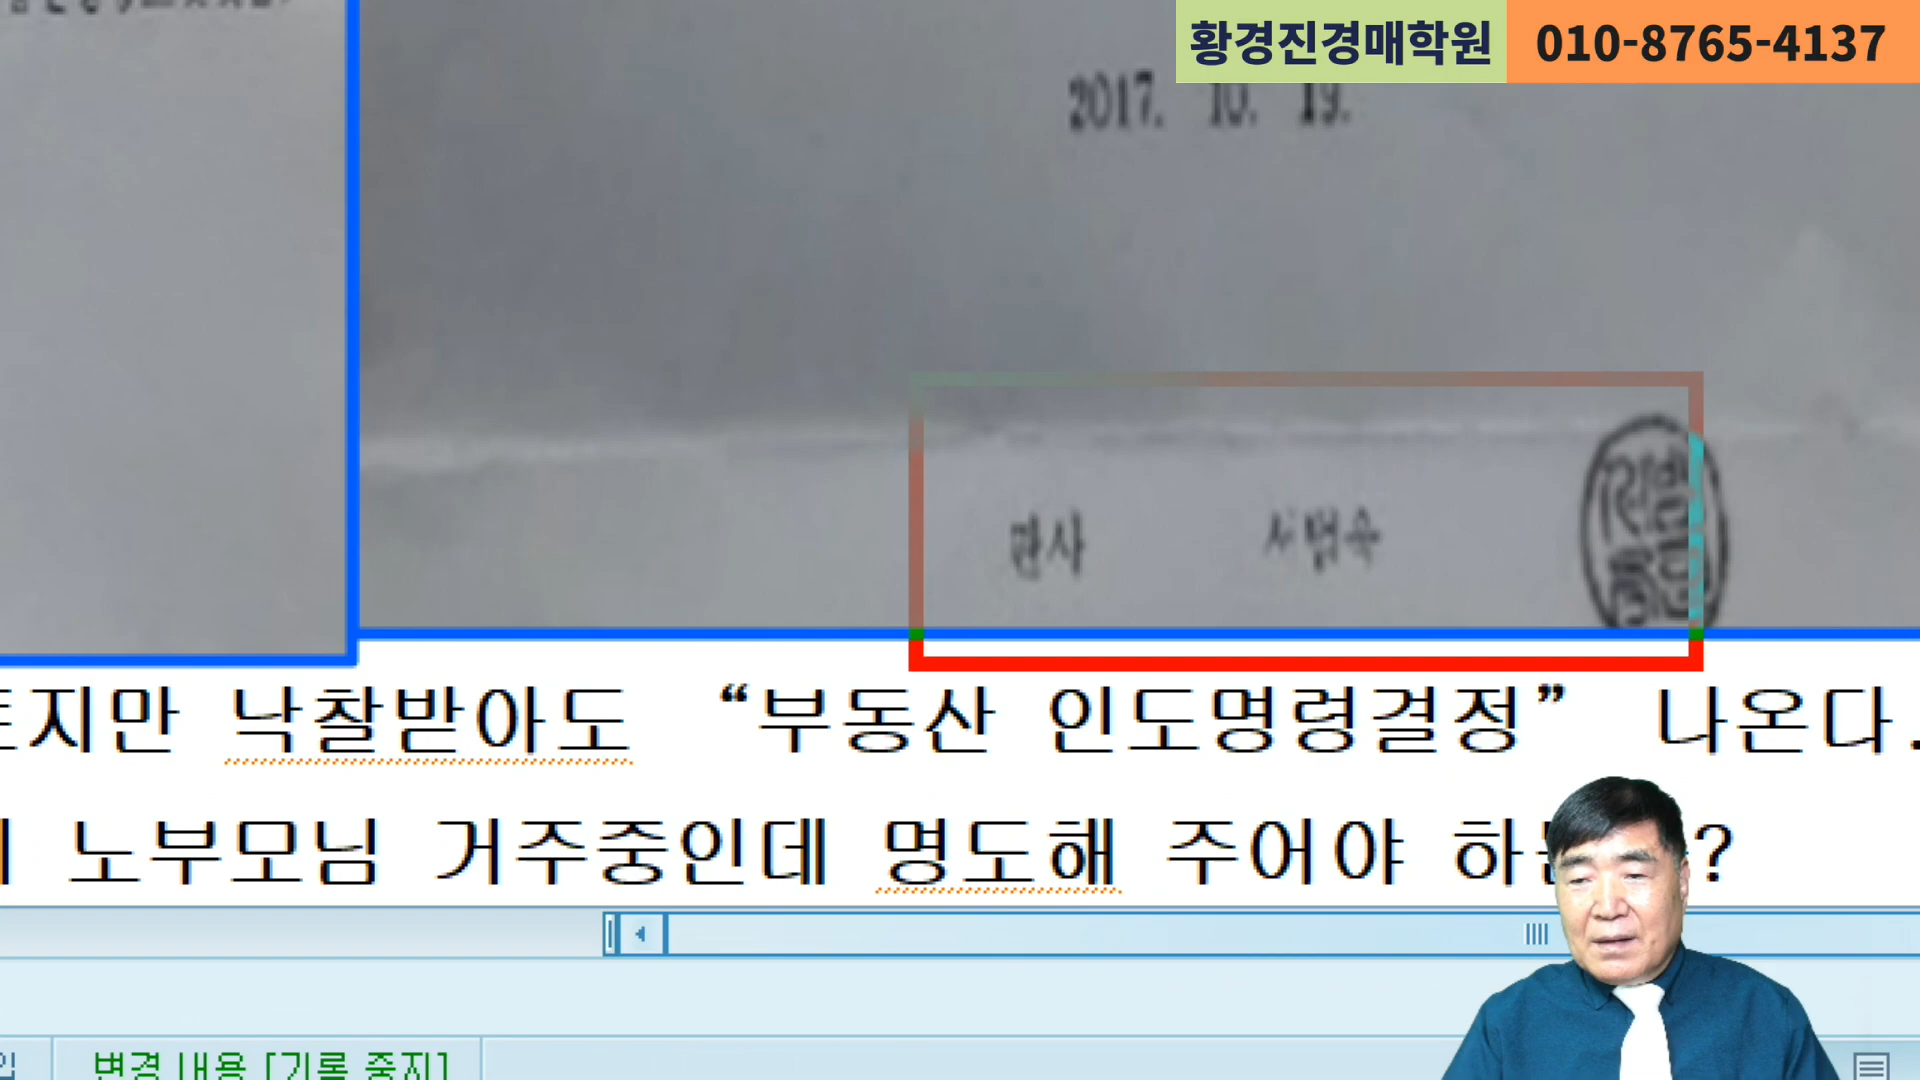 황경진경매학원 010-8765-4137
2017. 10. 19.
판사
지만 낙찰받아도 “부동산 인도명령결정” 나온다.
노부모님 거주중인데 명도해 주어야 하 ?
변경 내용 [기록 중지]